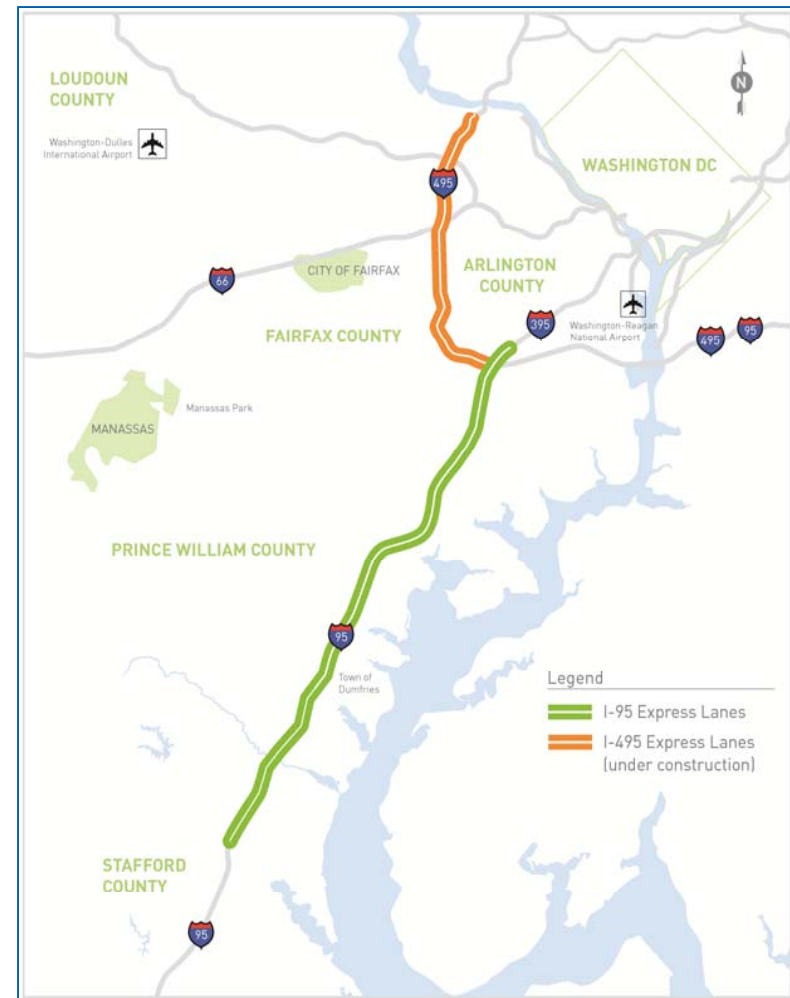 LOUDOUN
COUNTY
Washington-Dulles
International Airport
N
WASHINGTON DC
495
CITY OF FAIRFAX
ARLINGTON
COUNTY
66
395
Washington-Reagan
National Airport
495
95
FAIRFAX COUNTY
Manassas Park
MANASSAS
PRINCE WILLIAM COUNTY
95
Town of
Dumfries
Legend
I-95 Express Lanes
I-495 Express Lanes
(under construction)
STAFFORD
COUNTY
95